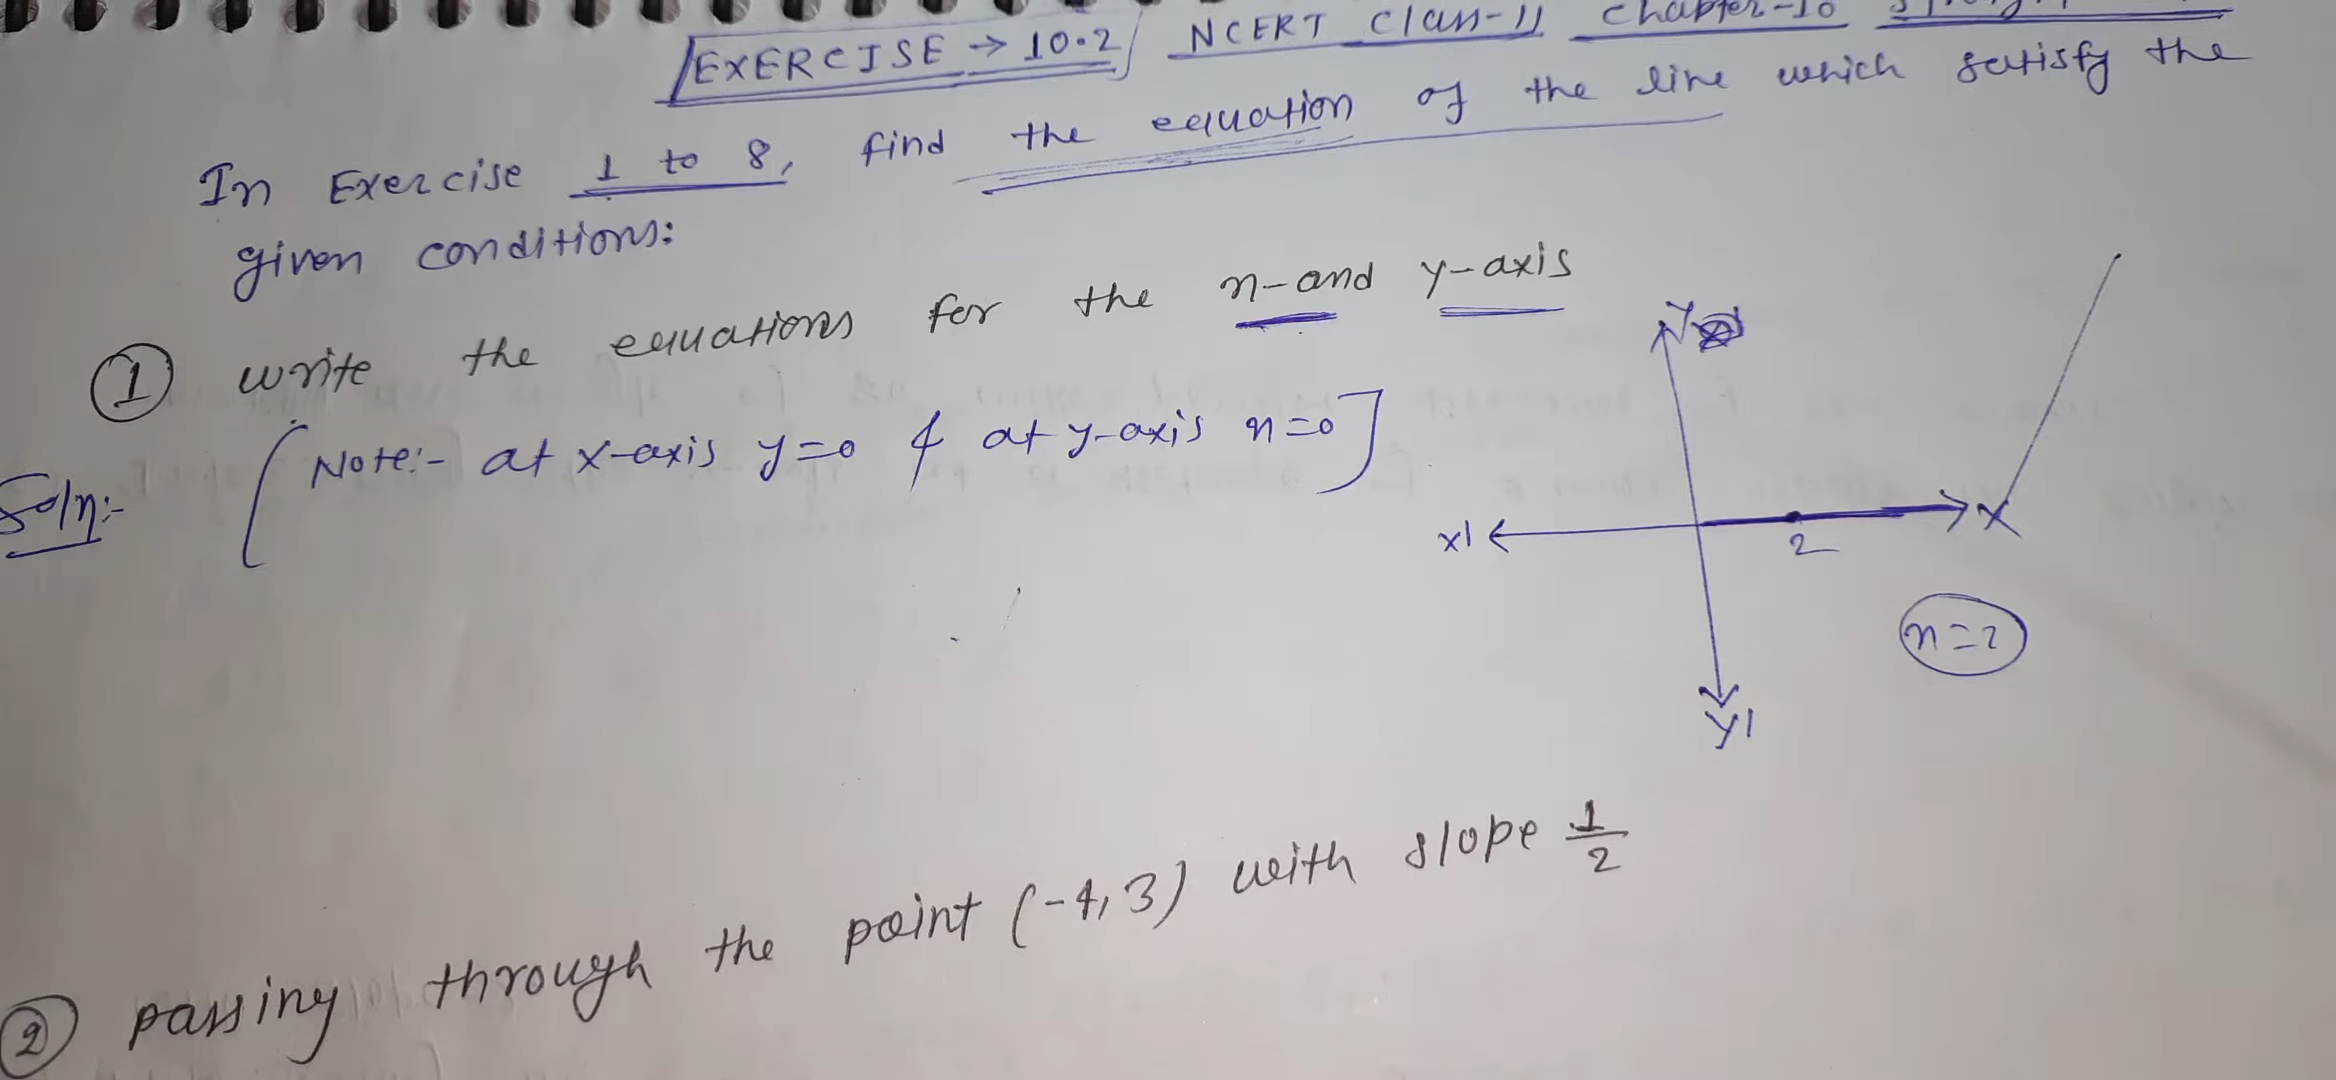 EXERCISE → 10.2 NCERT Class-11 Chapter-10
In Exercise 1 to 8, find the equation of the line which satisfy the
given conditions:
① write the equations for the x-and y-axis
Soln:- [Note:- at x-axis y=0 & at y-axis x=0]
Y
X' X
2
x=2
Y'
② passing through the point (-4,3) with slope 1/2